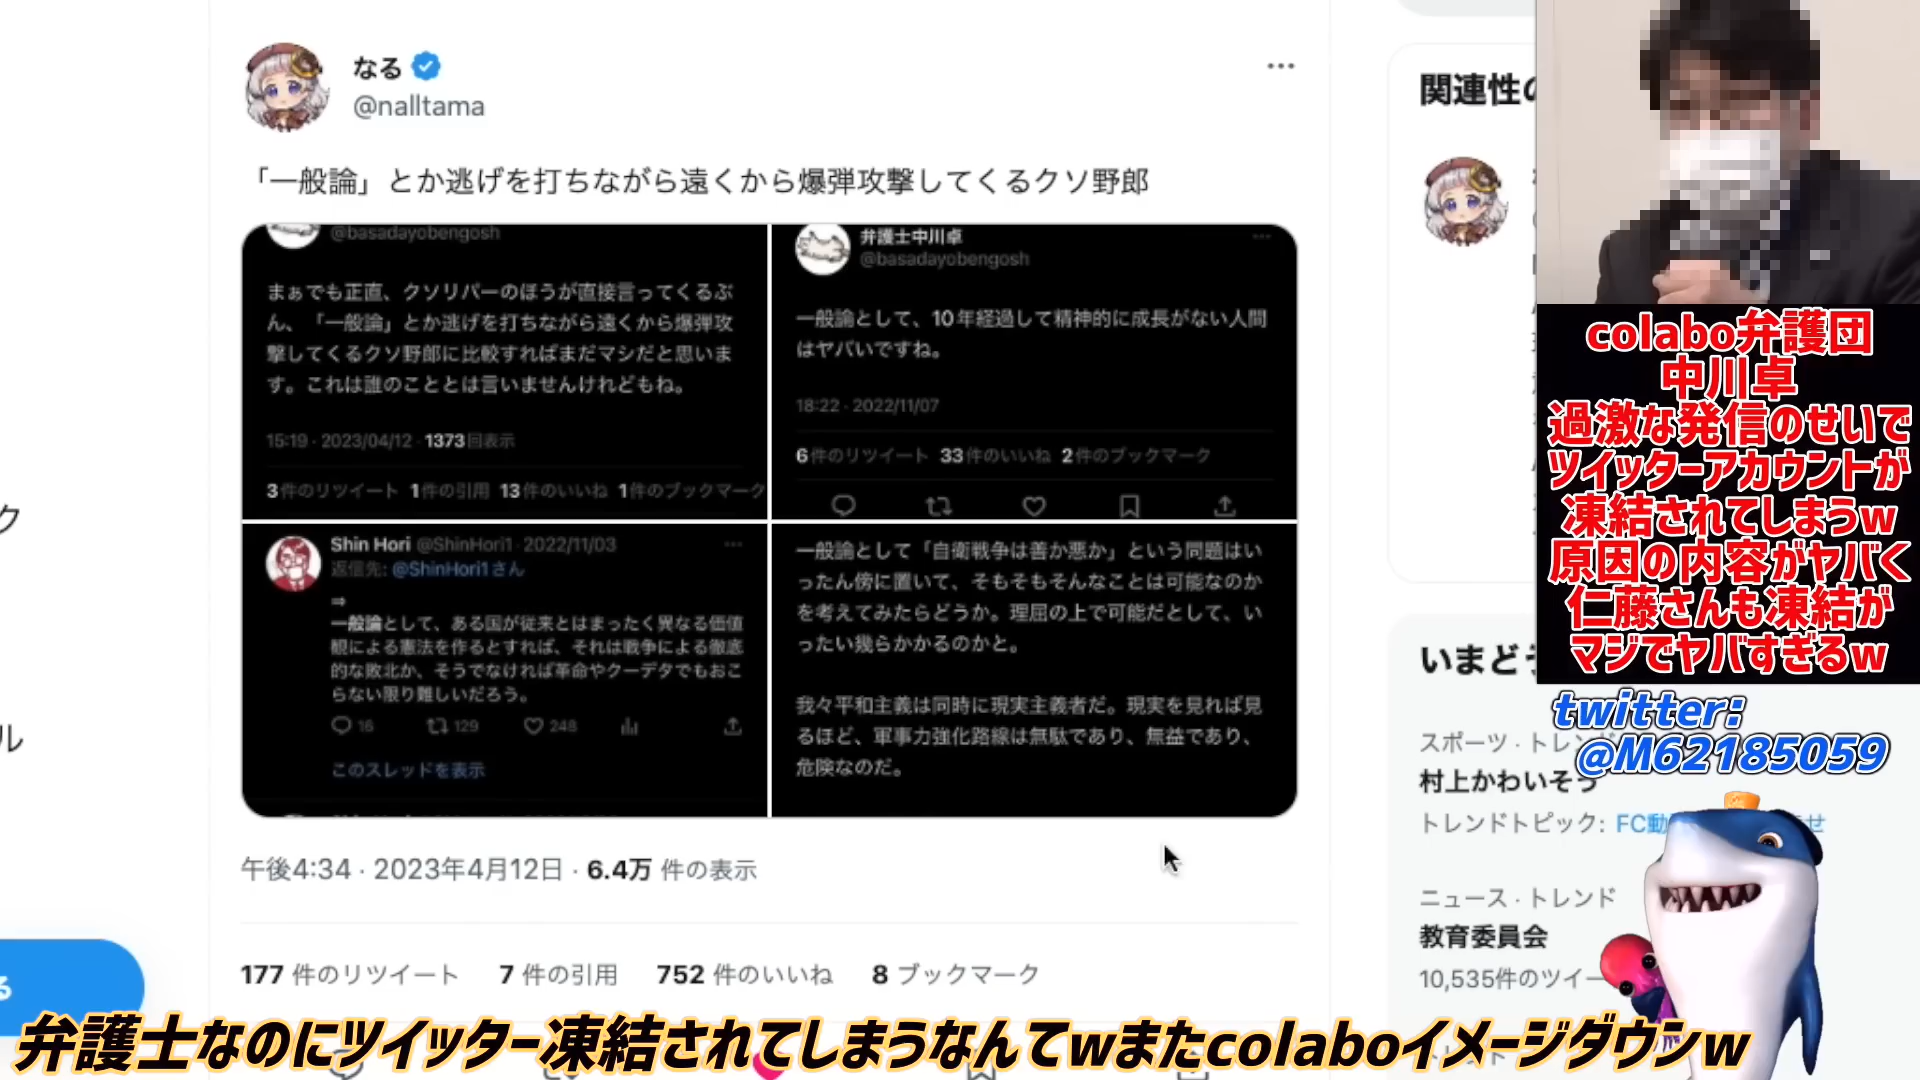 なる
@nalltama
「一般論」とか逃げを打ちながら遠くから爆弾攻撃してくるクソ野郎
@basadayobengosh
まぁでも正直、クソリパーのほうが直接言ってくるぶ
ん、「一般論」とか逃げを打ちながら遠くから爆弾攻
撃してくるクソ野郎に比較すればまだマシだと思いま
す。これは誰のこととは言いませんけれどもね。
15:19 · 2023/04/12 · 1373回表示
3件のリツイート 1件の引用 13件のいいね 1件のブックマーク
弁護士中川卓
@basadayobengosh
一般論として、10年経過して精神的に成長がない人間
はヤバいですね。
18:22 · 2022/11/07
6件のリツイート 33件のいいね 2件のブックマーク
Shin Hori @ShinHori1 · 2022/11/03
返信先: @ShinHori1さん
⇒
一般論として、ある国が従来とはまったく異なる価値
観による憲法を作るとすれば、それは戦争による徹底
的な敗北か、そうでなければ革命やクーデタでもおこ
らない限り難しいだろう。
16 129 248
このスレッドを表示
一般論として「自衛戦争は善か悪か」という問題はい
ったん傍に置いて、そもそもそんなことは可能なのか
を考えてみたらどうか。理屈の上で可能だとして、い
ったい幾らかかるのかと。
我々平和主義は同時に現実主義者だ。現実を見れば見
るほど、軍事力強化路線は無駄であり、無益であり、
危険なのだ。
午後4:34 · 2023年4月12日 · 6.4万 件の表示
177 件のリツイート 7 件の引用 752 件のいいね 8 ブックマーク
ク
ル
る
関連性の
colabo弁護団
中川卓
過激な発信のせいで
ツイッターアカウントが
凍結されてしまうw
原因の内容がヤバく
仁藤さんも凍結が
マジでヤバすぎるw
twitter:
@M62185059
いまどう
スポーツ · トレンド
村上かわいそう
トレンドトピック: FC動 せ
ニュース · トレンド
教育委員会
10,535件のツイー
弁護士なのにツイッター凍結されてしまうなんてwまたcolaboイメージダウンw